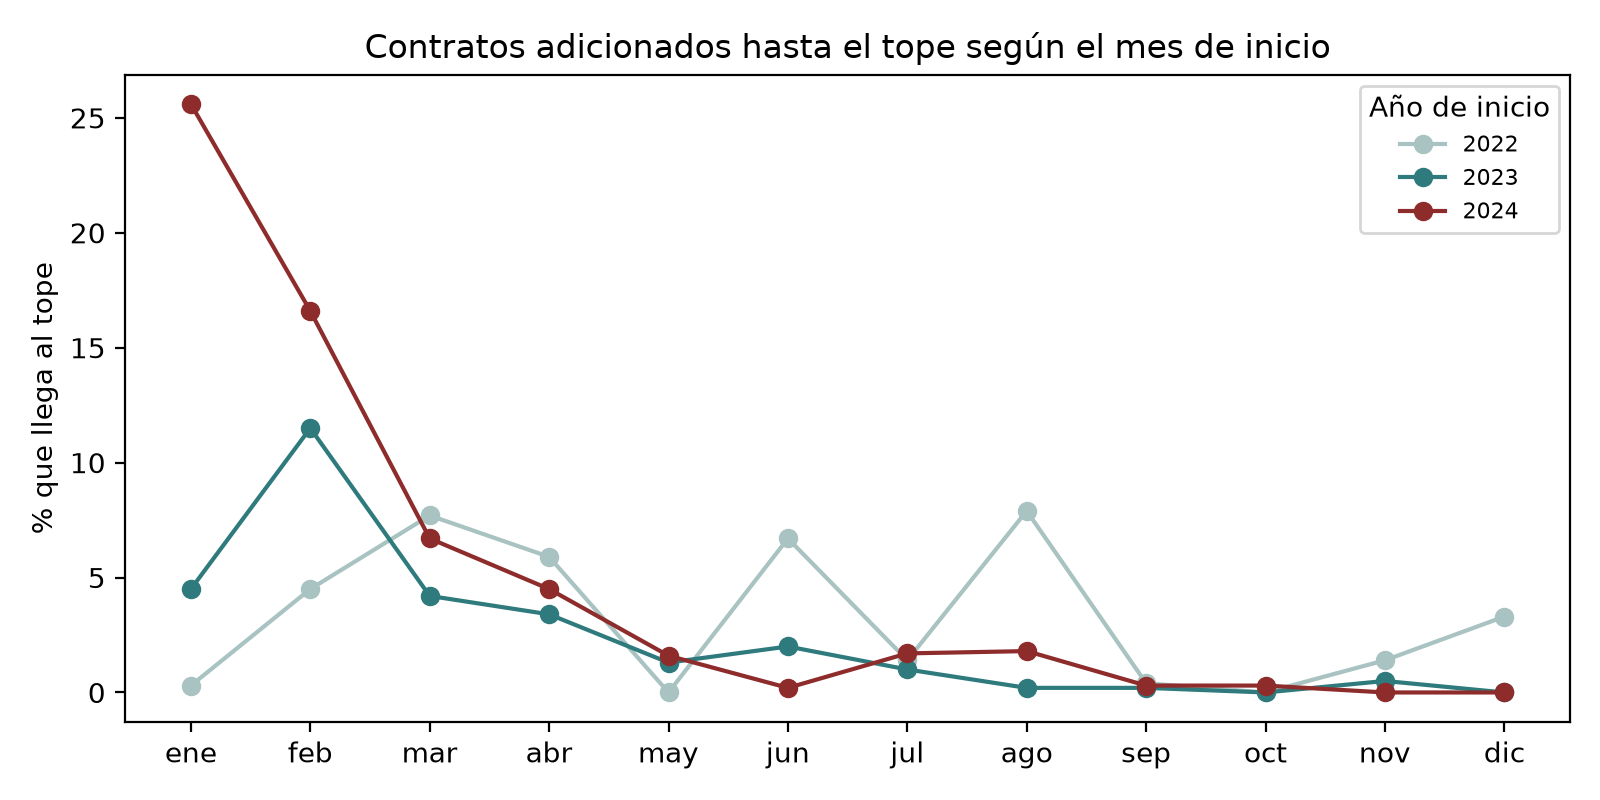 Contratos adicionados hasta el tope según el mes de inicio
% que llega al tope
25
20
15
10
5
0
Año de inicio
2022
2023
2024
ene feb mar abr may jun jul ago sep oct nov dic